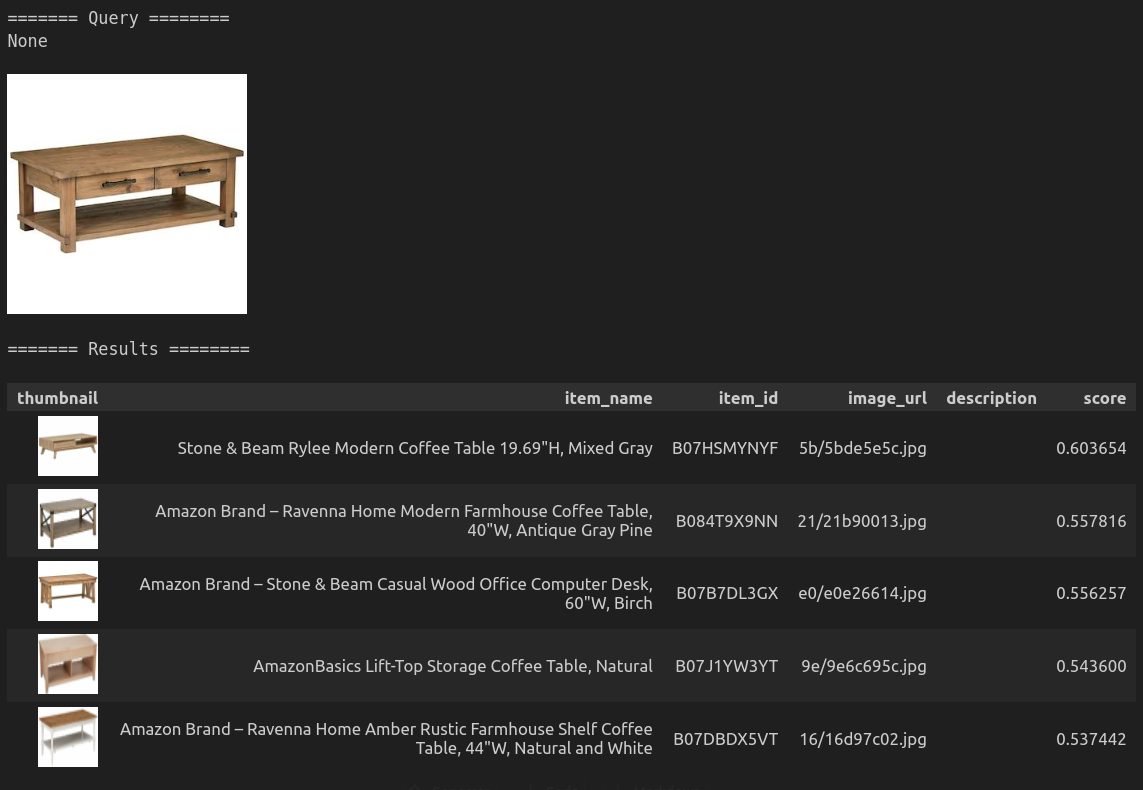 ======= Query ========
None
======= Results ========
thumbnail item_name item_id image_url description score
Stone & Beam Rylee Modern Coffee Table 19.69"H, Mixed Gray B07HSMYNYF 5b/5bde5e5c.jpg 0.603654
Amazon Brand – Ravenna Home Modern Farmhouse Coffee Table,
40"W, Antique Gray Pine B084T9X9NN 21/21b90013.jpg 0.557816
Amazon Brand – Stone & Beam Casual Wood Office Computer Desk,
60"W, Birch B07B7DL3GX e0/e0e26614.jpg 0.556257
AmazonBasics Lift-Top Storage Coffee Table, Natural B07J1YW3YT 9e/9e6c695c.jpg 0.543600
Amazon Brand – Ravenna Home Amber Rustic Farmhouse Shelf Coffee
Table, 44"W, Natural and White B07DBDX5VT 16/16d97c02.jpg 0.537442